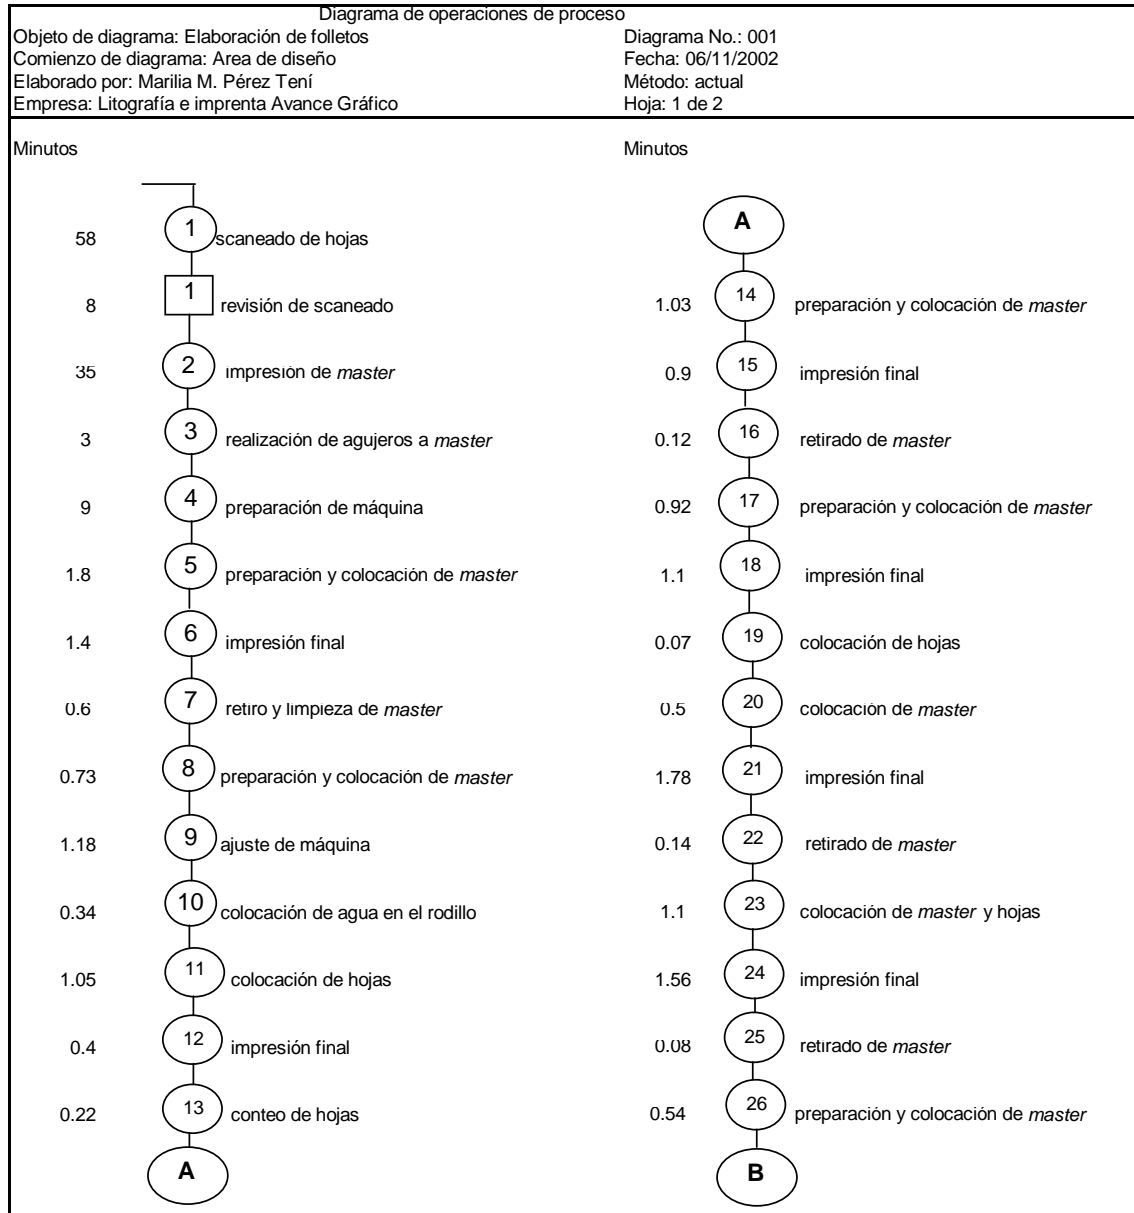 Diagrama de operaciones de proceso
Objeto de diagrama: Elaboración de folletos
Diagrama No.: 001
Comienzo de diagrama: Area de diseño
Fecha: 06/11/2002
Elaborado por: Marilia M. Pérez Tení
Método: actual
Empresa: Litografía e imprenta Avance Gráfico
Hoja: 1 de 2
Minutos
58 1 scaneado de hojas
8 1 revisión de scaneado
35 2 impresión de master
3 3 realización de agujeros a master
9 4 preparación de máquina
1.8 5 preparación y colocación de master
1.4 6 impresión final
0.6 7 retiro y limpieza de master
0.73 8 preparación y colocación de master
1.18 9 ajuste de máquina
0.34 10 colocación de agua en el rodillo
1.05 11 colocación de hojas
0.4 12 impresión final
0.22 13 conteo de hojas
A
Minutos
A
1.03 14 preparación y colocación de master
0.9 15 impresión final
0.12 16 retirado de master
0.92 17 preparación y colocación de master
1.1 18 impresión final
0.07 19 colocación de hojas
0.5 20 colocación de master
1.78 21 impresión final
0.14 22 retirado de master
1.1 23 colocación de master y hojas
1.56 24 impresión final
0.08 25 retirado de master
0.54 26 preparación y colocación de master
B